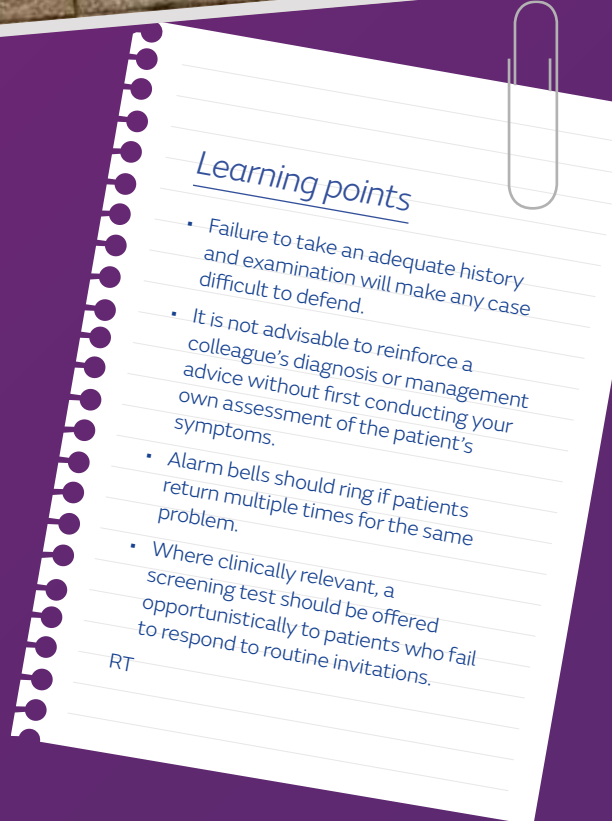 Learning points
▪ Failure to take an adequate history
and examination will make any case
difficult to defend.
▪ It is not advisable to reinforce a
colleague’s diagnosis or management
advice without first conducting your
own assessment of the patient’s
symptoms.
▪ Alarm bells should ring if patients
return multiple times for the same
problem.
▪ Where clinically relevant, a
screening test should be offered
opportunistically to patients who fail
to respond to routine invitations.
RT